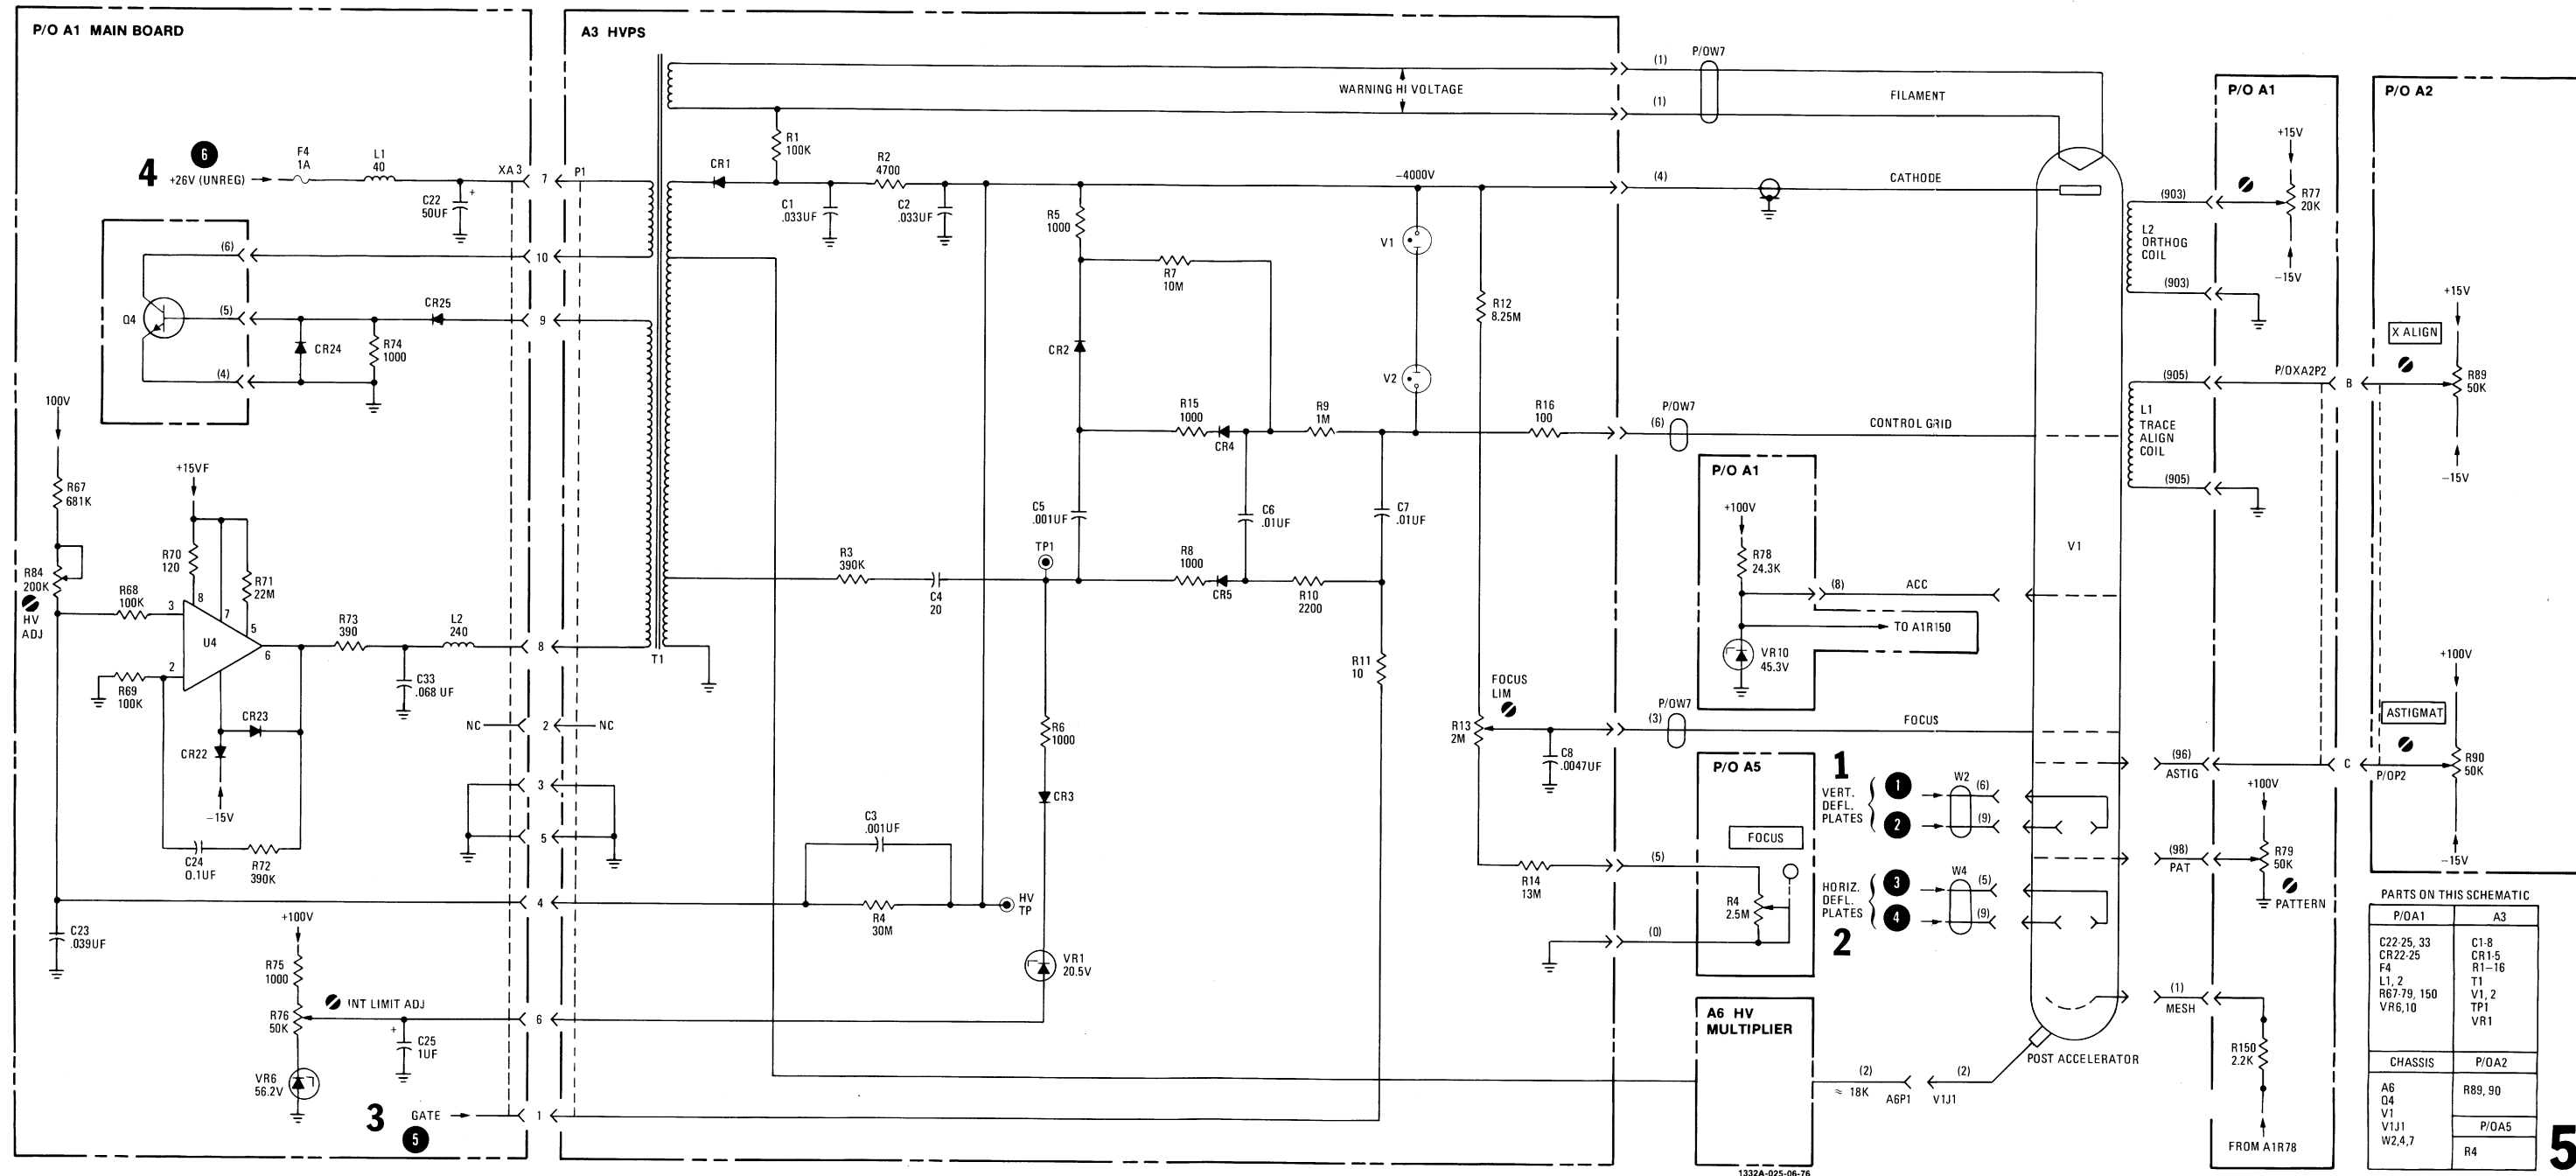 P/O A1 MAIN BOARD
4
6
+26V (UNREG)
F4
1A
L1
40
C22
50UF
+
XA3
7
P1
Q4
(6)
(5)
(4)
10
9
CR25
CR24
R74
1000
100V
R67
681K
R84
200K
HV
ADJ
+15VF
R70
120
R71
22M
R68
100K
3
8
7
5
U4
6
2
R69
100K
R73
390
L2
240
8
C33
.068 UF
CR23
CR22
-15V
C24
0.1UF
R72
390K
NC
2
NC
3
5
4
C23
.039UF
+100V
R75
1000
INT LIMIT ADJ
R76
50K
+
C25
1UF
6
VR6
56.2V
3
GATE
5
1
A3 HVPS
T1
WARNING HI VOLTAGE
R1
100K
CR1
R2
4700
C1
.033UF
C2
.033UF
-4000V
R5
1000
R7
10M
CR2
V1
V2
R12
8.25M
R15
1000
CR4
R9
1M
R16
100
C5
.001UF
C6
.01UF
C7
.01UF
TP1
R3
390K
C4
20
R8
1000
CR5
R10
2200
R11
10
R6
1000
CR3
VR1
20.5V
C3
.001UF
R4
30M
HV
TP
FOCUS
LIM
R13
2M
C8
.0047UF
R14
13M
(1)
P/OW7
(1)
FILAMENT
(4)
CATHODE
P/OW7
(6)
CONTROL GRID
P/O A1
+100V
R78
24.3K
(8)
ACC
TO A1R150
VR10
45.3V
P/OW7
(3)
FOCUS
P/O A5
FOCUS
(5)
R4
2.5M
(0)
1
VERT.
DEFL.
PLATES
1
2
W2
(6)
(9)
HORIZ.
DEFL.
PLATES
3
4
W4
(5)
(9)
2
A6 HV
MULTIPLIER
(2)
≈ 18K
A6P1
V1J1
(2)
POST ACCELERATOR
V1
1332A-025-06-76
P/O A1
(903)
L2
ORTHOG
COIL
(903)
+15V
R77
20K
-15V
(905)
L1
TRACE
ALIGN
COIL
(905)
P/OXA2P2
B
(96)
ASTIG
C
P/OP2
+100V
(98)
PAT
R79
50K
PATTERN
(1)
MESH
R150
2.2K
FROM A1R78
P/O A2
+15V
X ALIGN
R89
50K
-15V
+100V
ASTIGMAT
R90
50K
-15V
PARTS ON THIS SCHEMATIC
P/OA1
A3
C22-25, 33
CR22-25
F4
L1, 2
R67-79, 150
VR6,10
C1-8
CR1-5
R1-16
T1
V1, 2
TP1
VR1
CHASSIS
P/OA2
A6
Q4
V1
V1J1
W2,4,7
R89, 90
P/OA5
R4
5